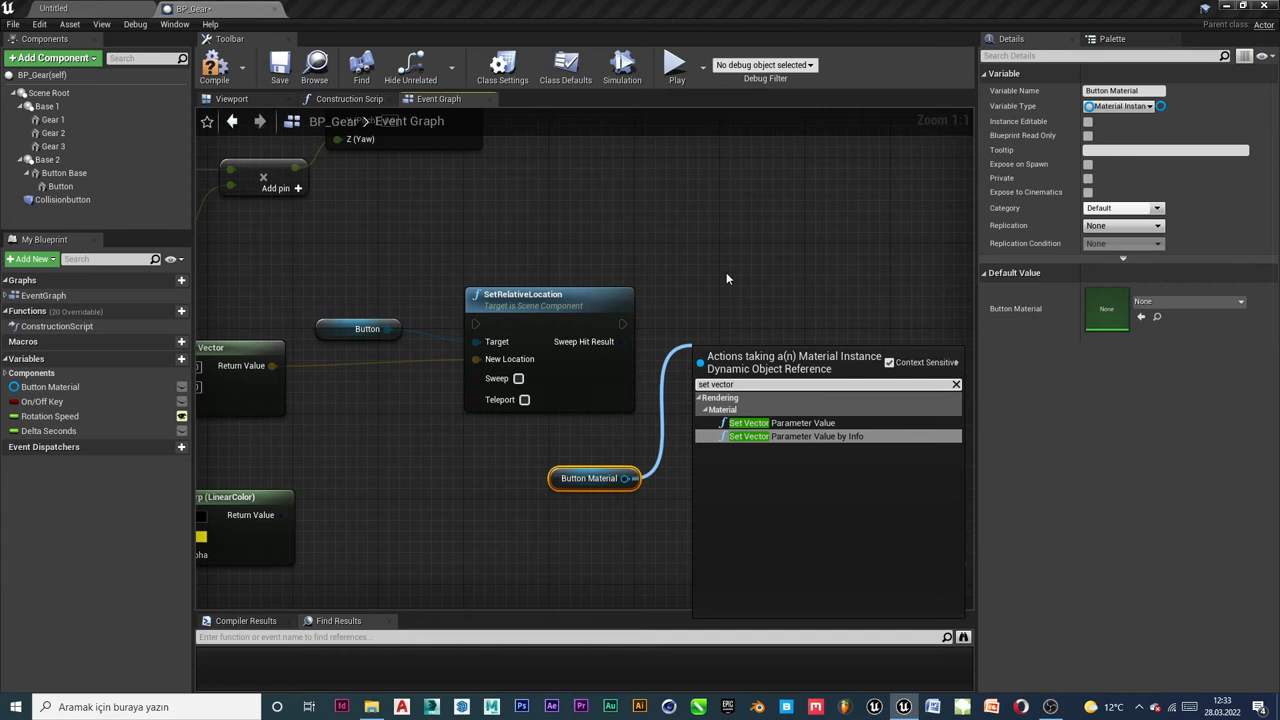 Untitled
BP_Gear*
File Edit Asset View Debug Window Help
Parent class: Actor
Components
+Add Component
Search
BP_Gear(self)
Scene Root
Base 1
Gear 1
Gear 2
Gear 3
Base 2
Button Base
Button
Collisionbutton
My Blueprint
+Add New
Search
Graphs
EventGraph
Functions (20 Overridable)
ConstructionScript
Macros
Variables
Components
Button Material
On/Off Key
Rotation Speed
Delta Seconds
Event Dispatchers
Toolbar
Compile
Save
Browse
Find
Hide Unrelated
Class Settings
Class Defaults
Simulation
Play
No debug object selected
Debug Filter
Viewport
Construction Scrip
Event Graph
BP_Gear > Event Graph
Zoom 1:1
Z (Yaw)
Add pin +
SetRelativeLocation
Target is Scene Component
Button
Target
Sweep Hit Result
New Location
Sweep
Teleport
Vector
Return Value
rp (LinearColor)
Return Value
pha
Button Material
Actions taking a(n) Material Instance
Dynamic Object Reference
Context Sensitive
set vector
Rendering
Material
Set Vector Parameter Value
Set Vector Parameter Value by Info
Compiler Results
Find Results
Enter function or event name to find references...
Details
Palette
Search Details
Variable
Variable Name Button Material
Variable Type Material Instan
Instance Editable
Blueprint Read Only
Tooltip
Expose on Spawn
Private
Expose to Cinematics
Category Default
Replication None
Replication Condition None
Default Value
Button Material
None
None
Aramak için buraya yazın
12°C
12:33
28.03.2022